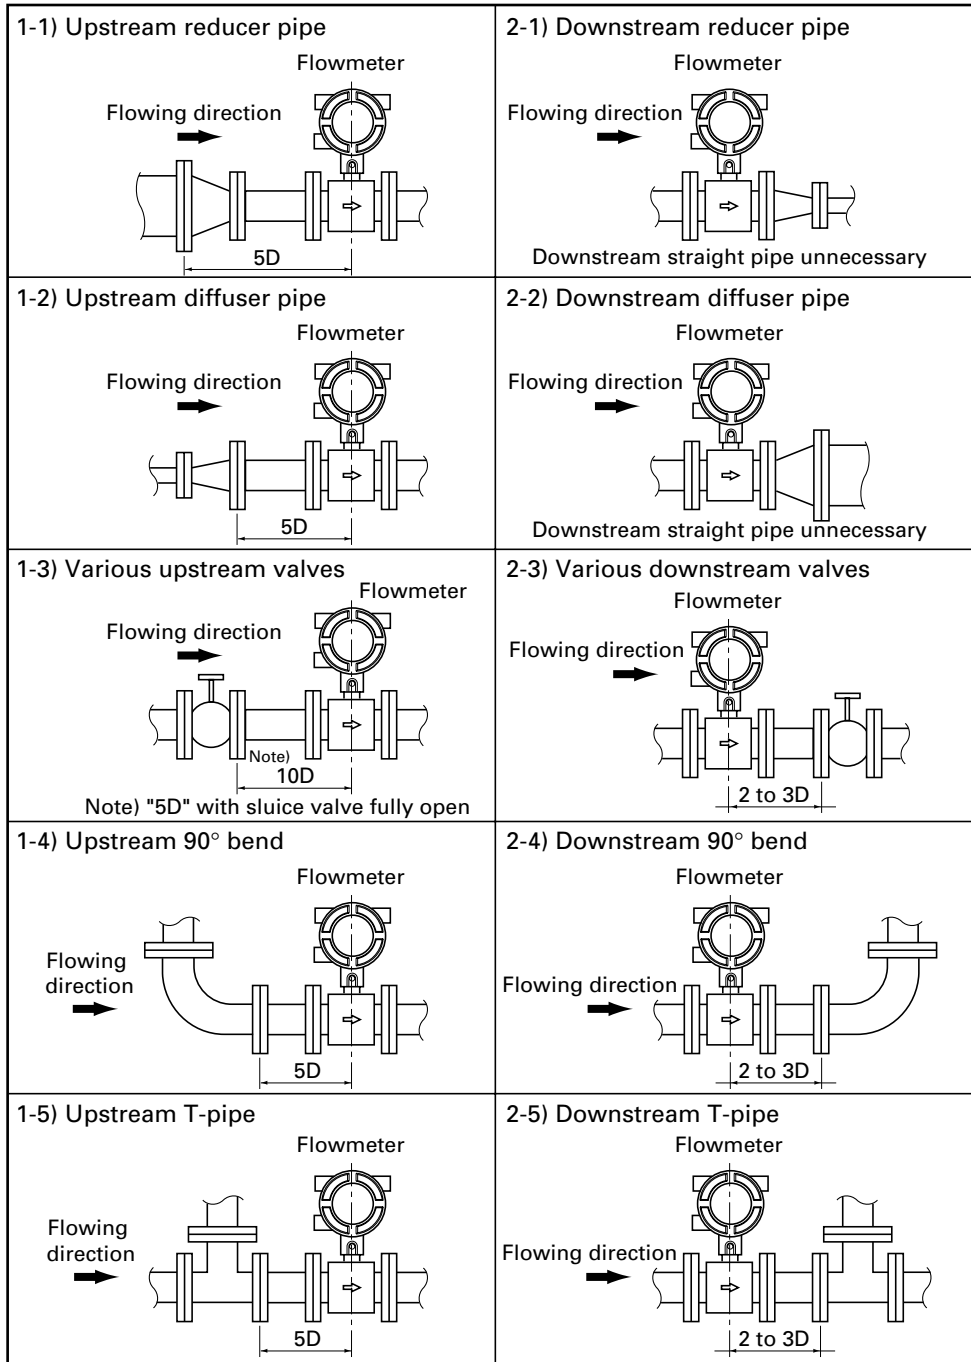 1-1) Upstream reducer pipe
Flowmeter
Flowing direction
5D
2-1) Downstream reducer pipe
Flowmeter
Flowing direction
Downstream straight pipe unnecessary
1-2) Upstream diffuser pipe
Flowmeter
Flowing direction
5D
2-2) Downstream diffuser pipe
Flowmeter
Flowing direction
Downstream straight pipe unnecessary
1-3) Various upstream valves
Flowmeter
Flowing direction
Note)
10D
Note) "5D" with sluice valve fully open
2-3) Various downstream valves
Flowmeter
Flowing direction
2 to 3D
1-4) Upstream 90° bend
Flowmeter
Flowing
direction
5D
2-4) Downstream 90° bend
Flowmeter
Flowing direction
2 to 3D
1-5) Upstream T-pipe
Flowmeter
Flowing
direction
5D
2-5) Downstream T-pipe
Flowmeter
Flowing direction
2 to 3D